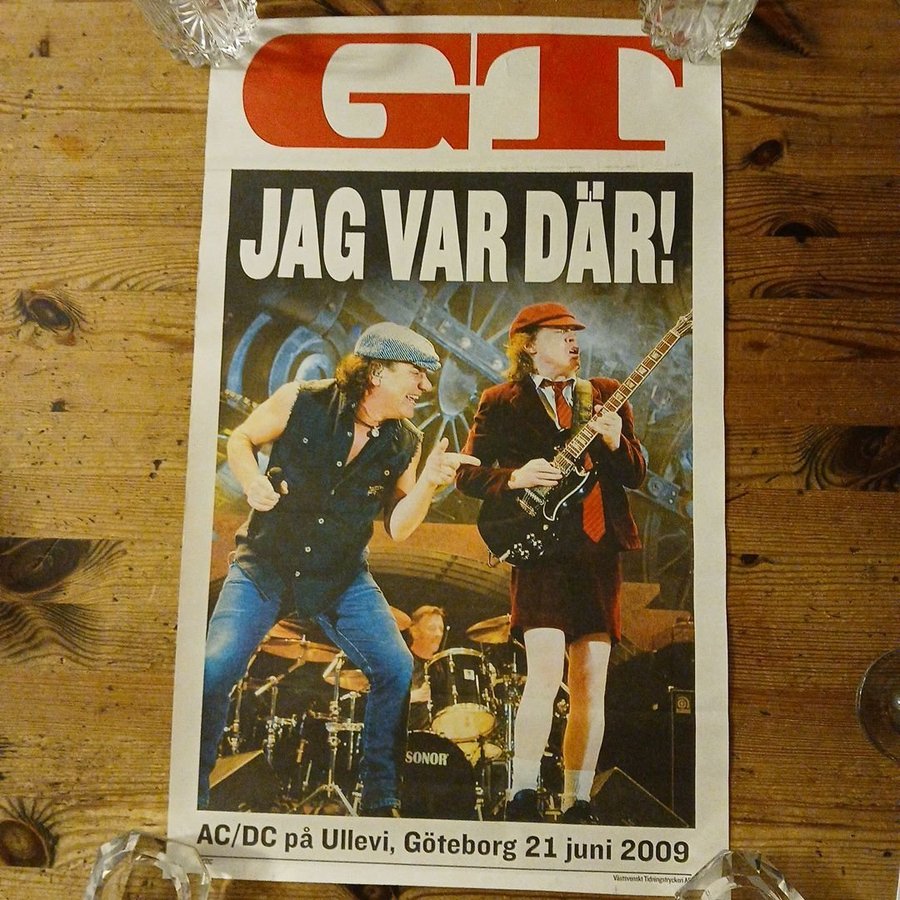 GT
JAG VAR DÄR!
SONOR
AC/DC på Ullevi, Göteborg 21 juni 2009